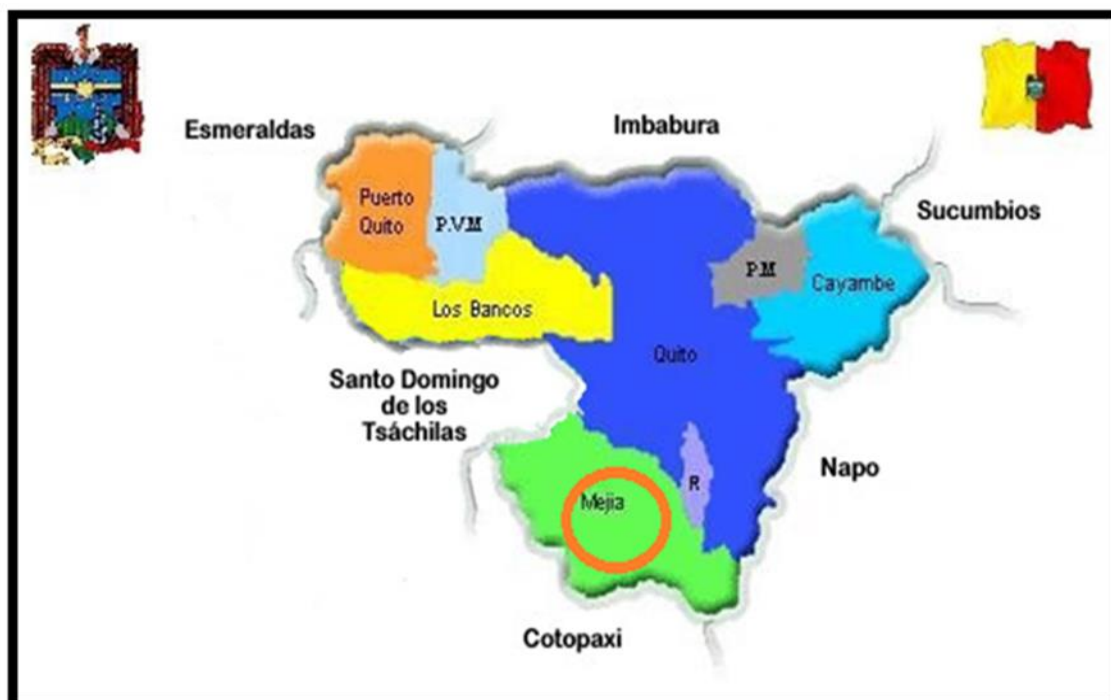 Esmeraldas
Imbabura
Sucumbios
Puerto
Quito
P.V.M
P.M
Cayambe
Los Bancos
Quito
Santo Domingo
de los
Tsáchilas
Napo
R
Mejia
Cotopaxi